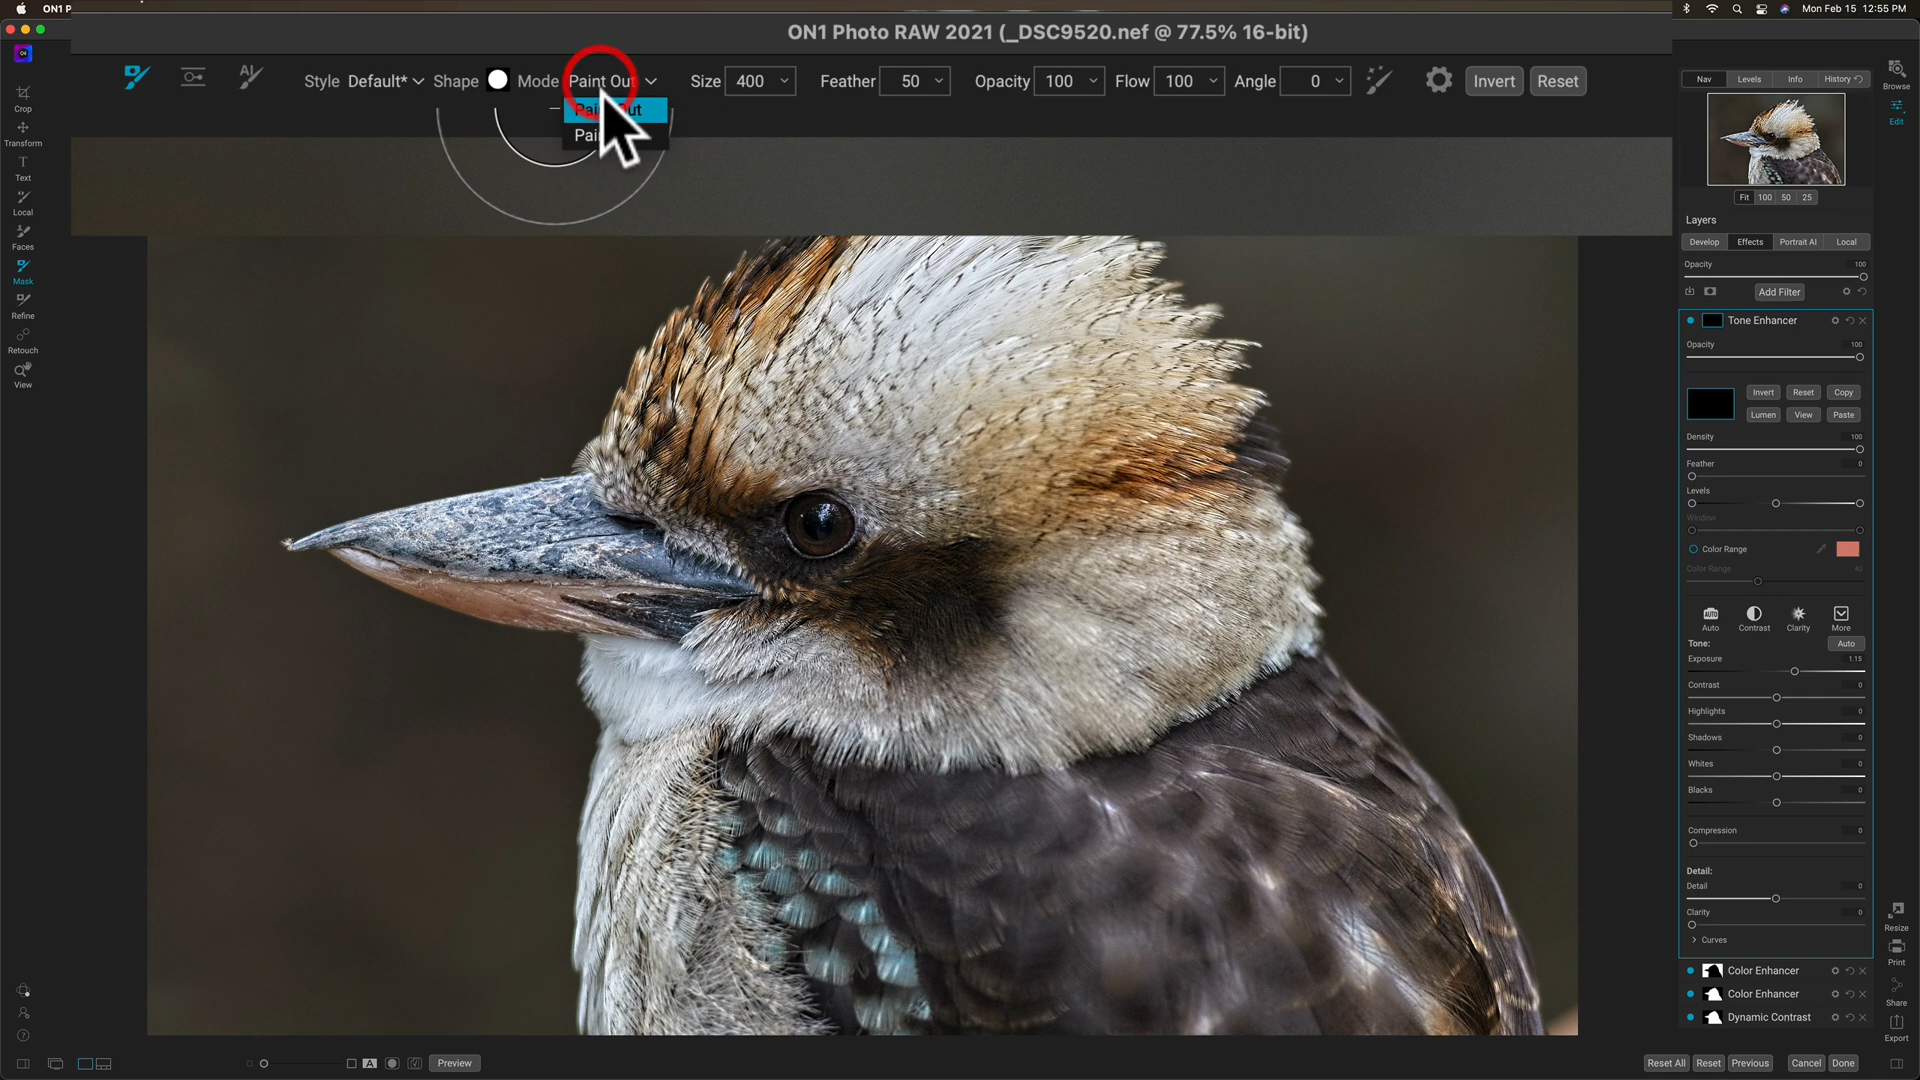 ON1 P
Mon Feb 15 12:55 PM
ON1 Photo RAW 2021 (_DSC9520.nef @ 77.5% 16-bit)
AI
Style Default* Shape Mode Paint Out Size 400 Feather 50 Opacity 100 Flow 100 Angle 0 Invert Reset
Crop
Transform
Text
Local
Faces
Mask
Refine
Retouch
View
Nav Levels Info History
Browse
Edit
Fit 100 50 25
Layers
Develop Effects Portrait AI Local
Opacity 100
Add Filter
Tone Enhancer
Opacity 100
Invert Reset Copy
Lumen View Paste
Density 100
Feather 0
Levels
Window
Color Range
Color Range 40
AUTO
Auto Contrast Clarity More
Tone: Auto
Exposure 1.15
Contrast 0
Highlights 0
Shadows 0
Whites 0
Blacks 0
Compression 0
Detail:
Detail 0
Clarity 0
Curves
Color Enhancer
Color Enhancer
Dynamic Contrast
Resize
Print
Share
Export
A Preview
Reset All Reset Previous Cancel Done